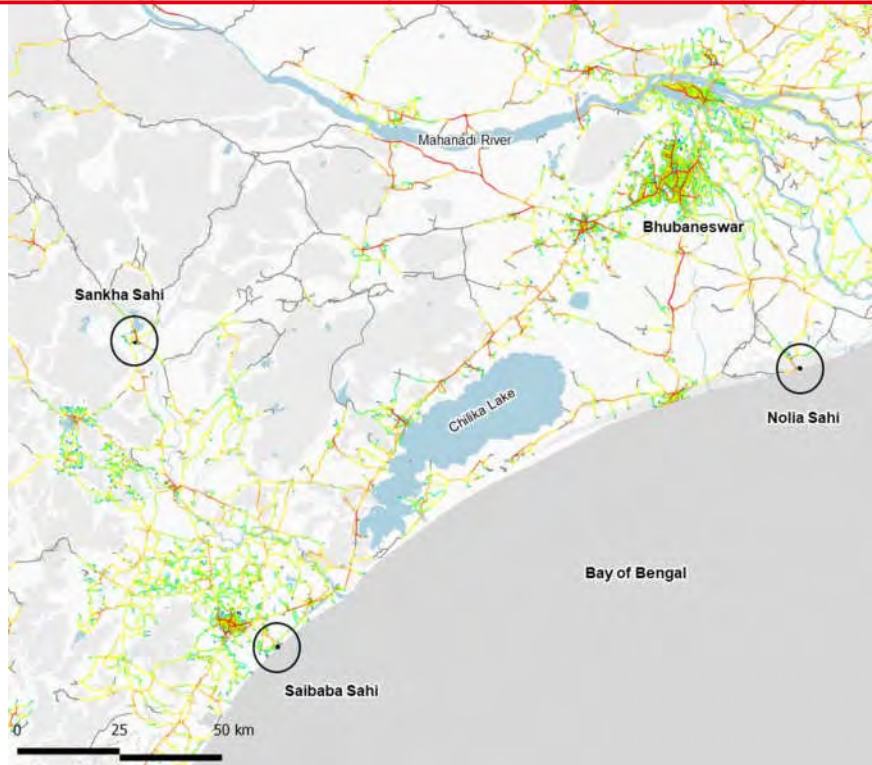 Mahanadi River
Bhubaneswar
Sankha Sahi
Chilika Lake
Nolia Sahi
Bay of Bengal
Saibaba Sahi
0 25 50 km